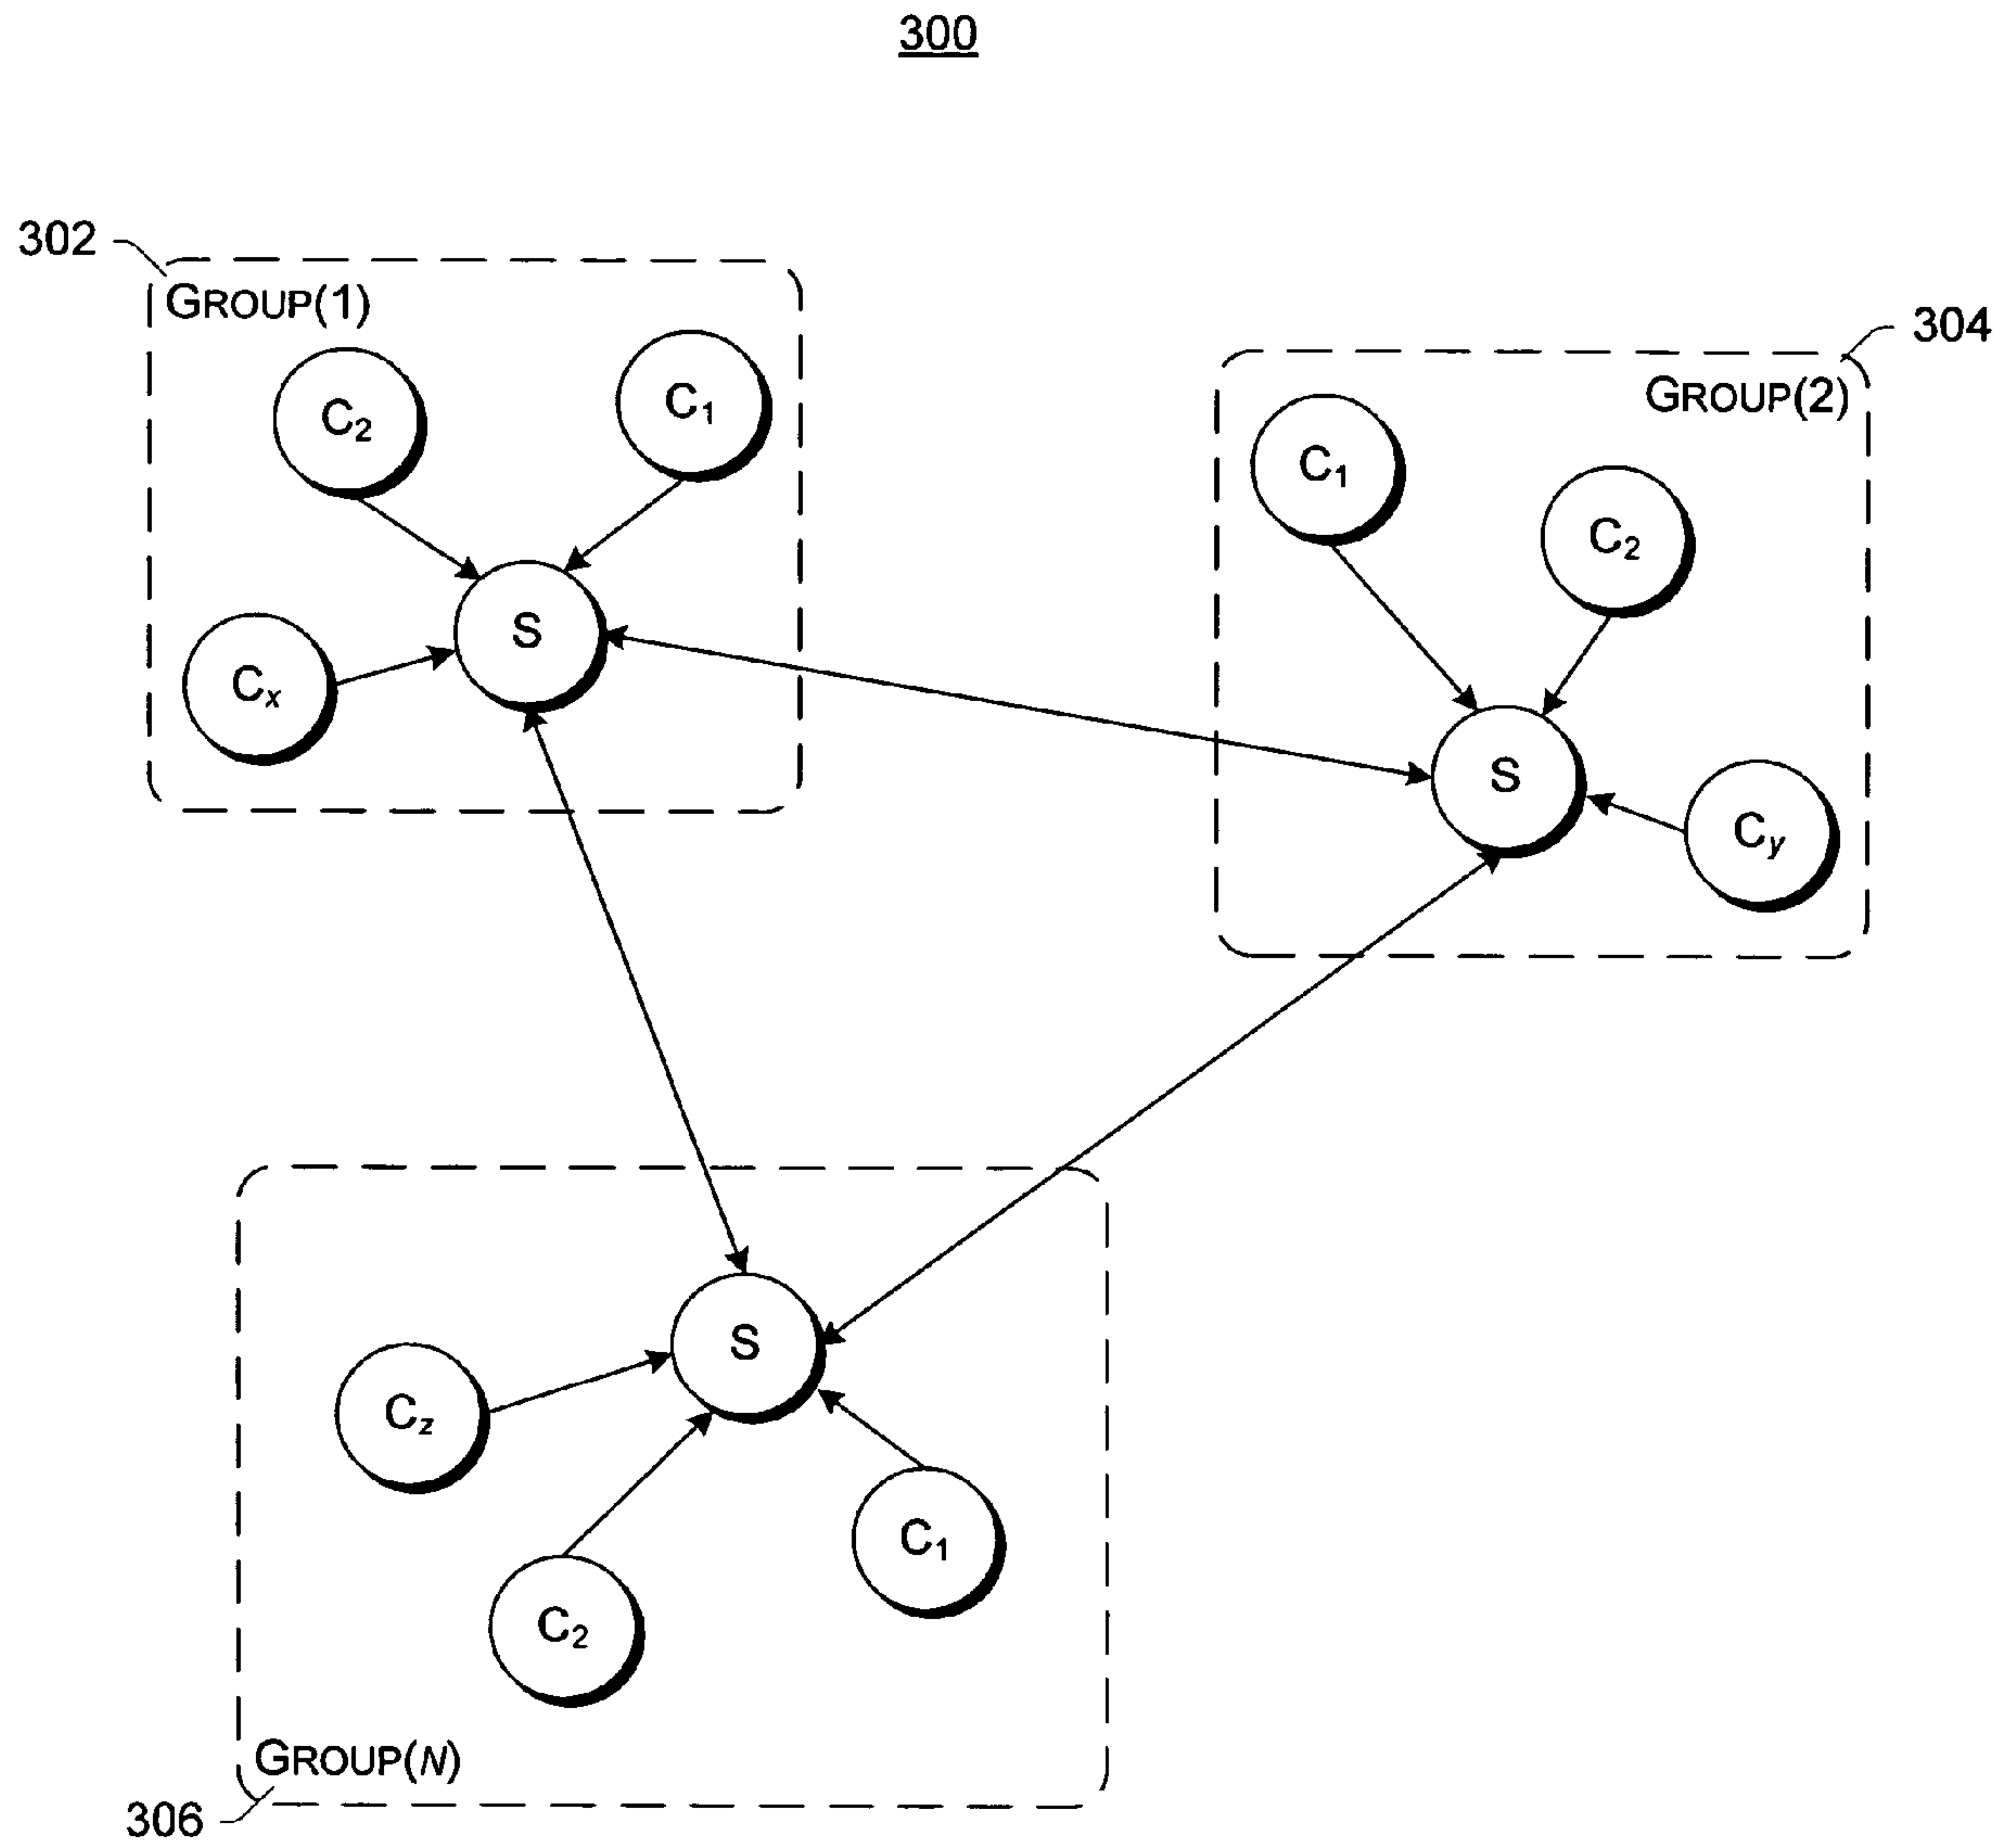 300
302
GROUP(1)
C2
C1
S
Cx
304
GROUP(2)
C1
C2
S
Cy
S
Cz
C2
C1
GROUP(N)
306